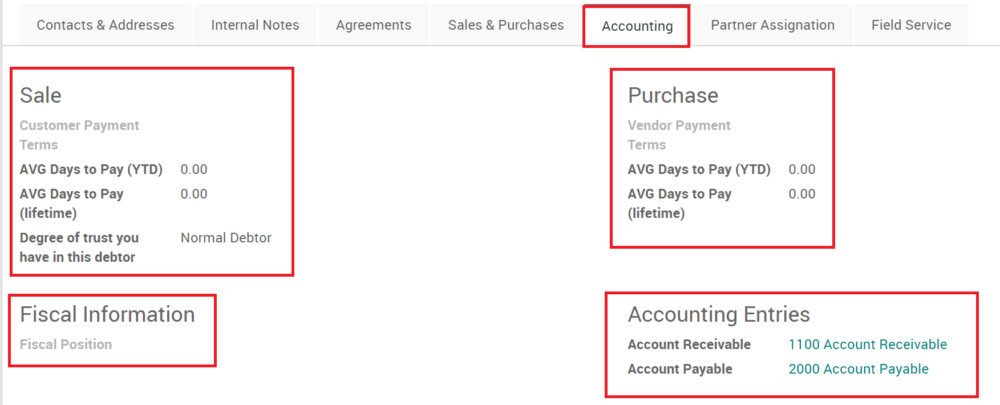 Contacts & Addresses
Internal Notes
Agreements
Sales & Purchases
Accounting
Partner Assignation
Field Service
Sale
Customer Payment
Terms
AVG Days to Pay (YTD) 0.00
AVG Days to Pay 0.00
(lifetime)
Degree of trust you Normal Debtor
have in this debtor
Purchase
Vendor Payment
Terms
AVG Days to Pay (YTD) 0.00
AVG Days to Pay 0.00
(lifetime)
Fiscal Information
Fiscal Position
Accounting Entries
Account Receivable 1100 Account Receivable
Account Payable 2000 Account Payable